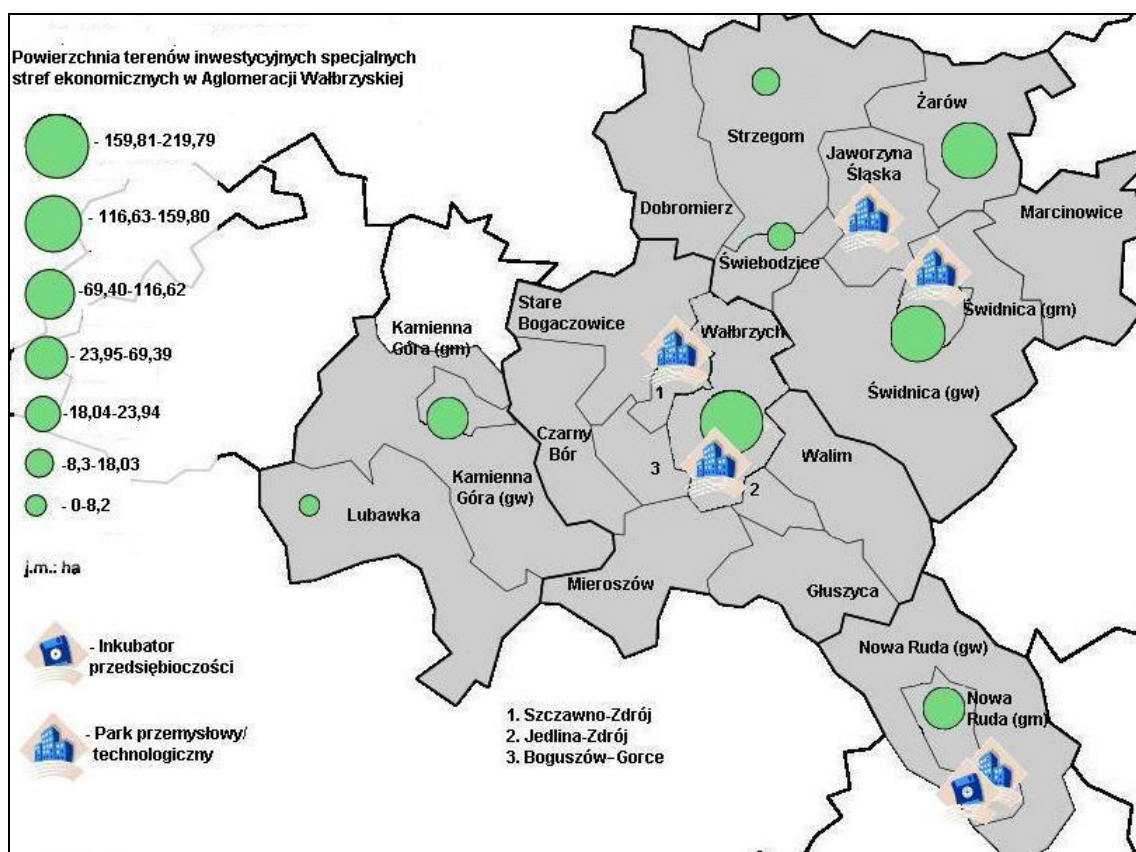 Powierzchnia terenów inwestycyjnych specjalnych
stref ekonomicznych w Aglomeracji Wałbrzyskiej
- 159,81-219,79
- 116,63-159,80
-69,40-116,62
- 23,95-69,39
-18,04-23,94
-8,3-18,03
- 0-8,2
j.m.: ha
- Inkubator
przedsiębioczości
- Park przemysłowy/
technologiczny
Żarów
Strzegom
Jaworzyna
Śląska
Dobromierz
Marcinowice
Świebodzice
Świdnica (gm)
Stare
Bogaczowice
Wałbrzych
Kamienna
Góra (gm)
1
Świdnica (gw)
Czarny
Bór
Walim
3
2
Kamienna
Góra (gw)
Lubawka
Mieroszów
Głuszyca
Nowa Ruda (gw)
Nowa
Ruda (gm)
1. Szczawno-Zdrój
2. Jedlina-Zdrój
3. Boguszów-Gorce